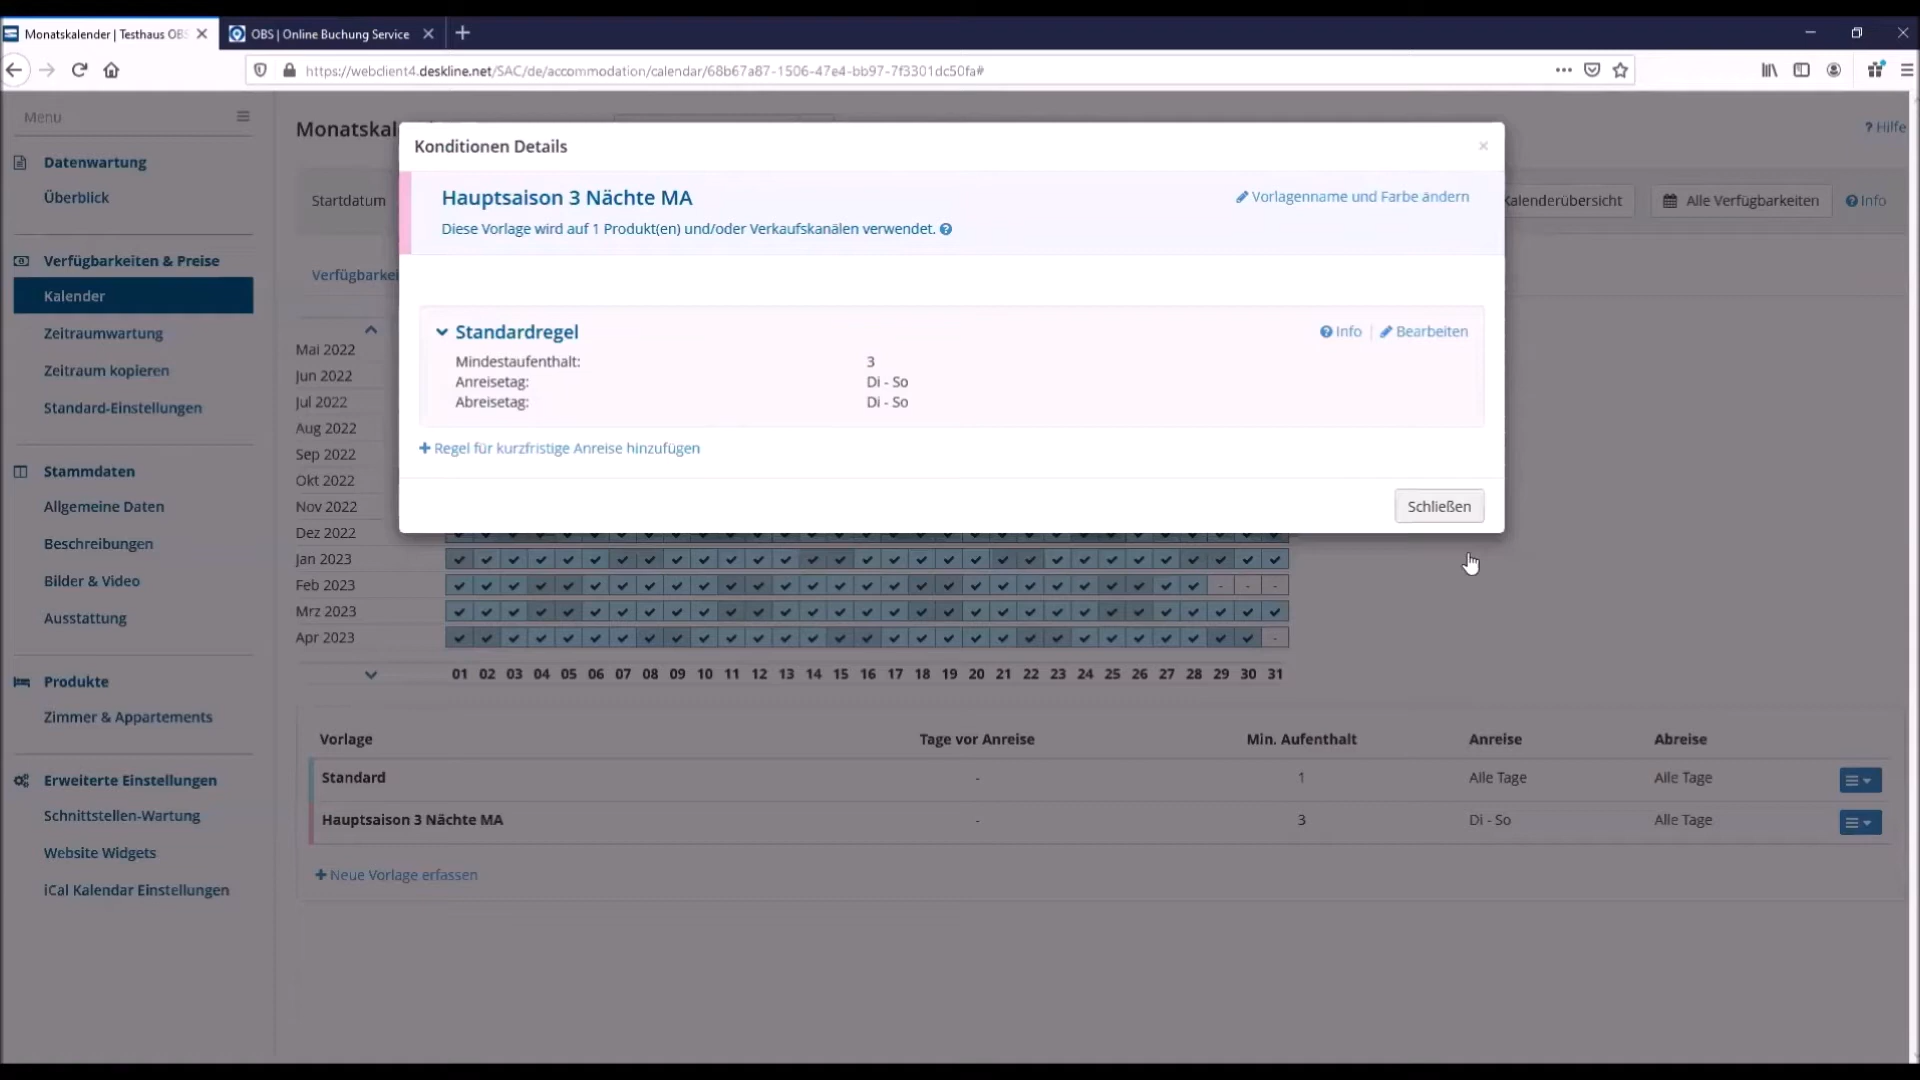 Monatskalender | Testhaus OBS
OBS | Online Buchung Service
https://webclient4.deskline.net/SAC/de/accommodation/calendar/68b67a87-1506-47e4-bb97-7f3301dc50fa#
Menü
Datenwartung
Überblick
Verfügbarkeiten & Preise
Kalender
Zeitraumwartung
Zeitraum kopieren
Standard-Einstellungen
Stammdaten
Allgemeine Daten
Beschreibungen
Bilder & Video
Ausstattung
Produkte
Zimmer & Appartements
Erweiterte Einstellungen
Schnittstellen-Wartung
Website Widgets
iCal Kalendar Einstellungen
Monatskal
? Hilfe
Startdatum
Kalenderübersicht
Alle Verfügbarkeiten
Info
Verfügbarkei
Konditionen Details
×
Hauptsaison 3 Nächte MA
Vorlagenname und Farbe ändern
Diese Vorlage wird auf 1 Produkt(en) und/oder Verkaufskanälen verwendet.
Standardregel
Info | Bearbeiten
Mindestaufenthalt: 3
Anreisetag: Di - So
Abreisetag: Di - So
+ Regel für kurzfristige Anreise hinzufügen
Schließen
Mai 2022
Jun 2022
Jul 2022
Aug 2022
Sep 2022
Okt 2022
Nov 2022
Dez 2022
Jan 2023
Feb 2023 - - -
Mrz 2023
Apr 2023 -
01 02 03 04 05 06 07 08 09 10 11 12 13 14 15 16 17 18 19 20 21 22 23 24 25 26 27 28 29 30 31
Vorlage Tage vor Anreise Min. Aufenthalt Anreise Abreise
Standard - 1 Alle Tage Alle Tage
Hauptsaison 3 Nächte MA - 3 Di - So Alle Tage
+ Neue Vorlage erfassen